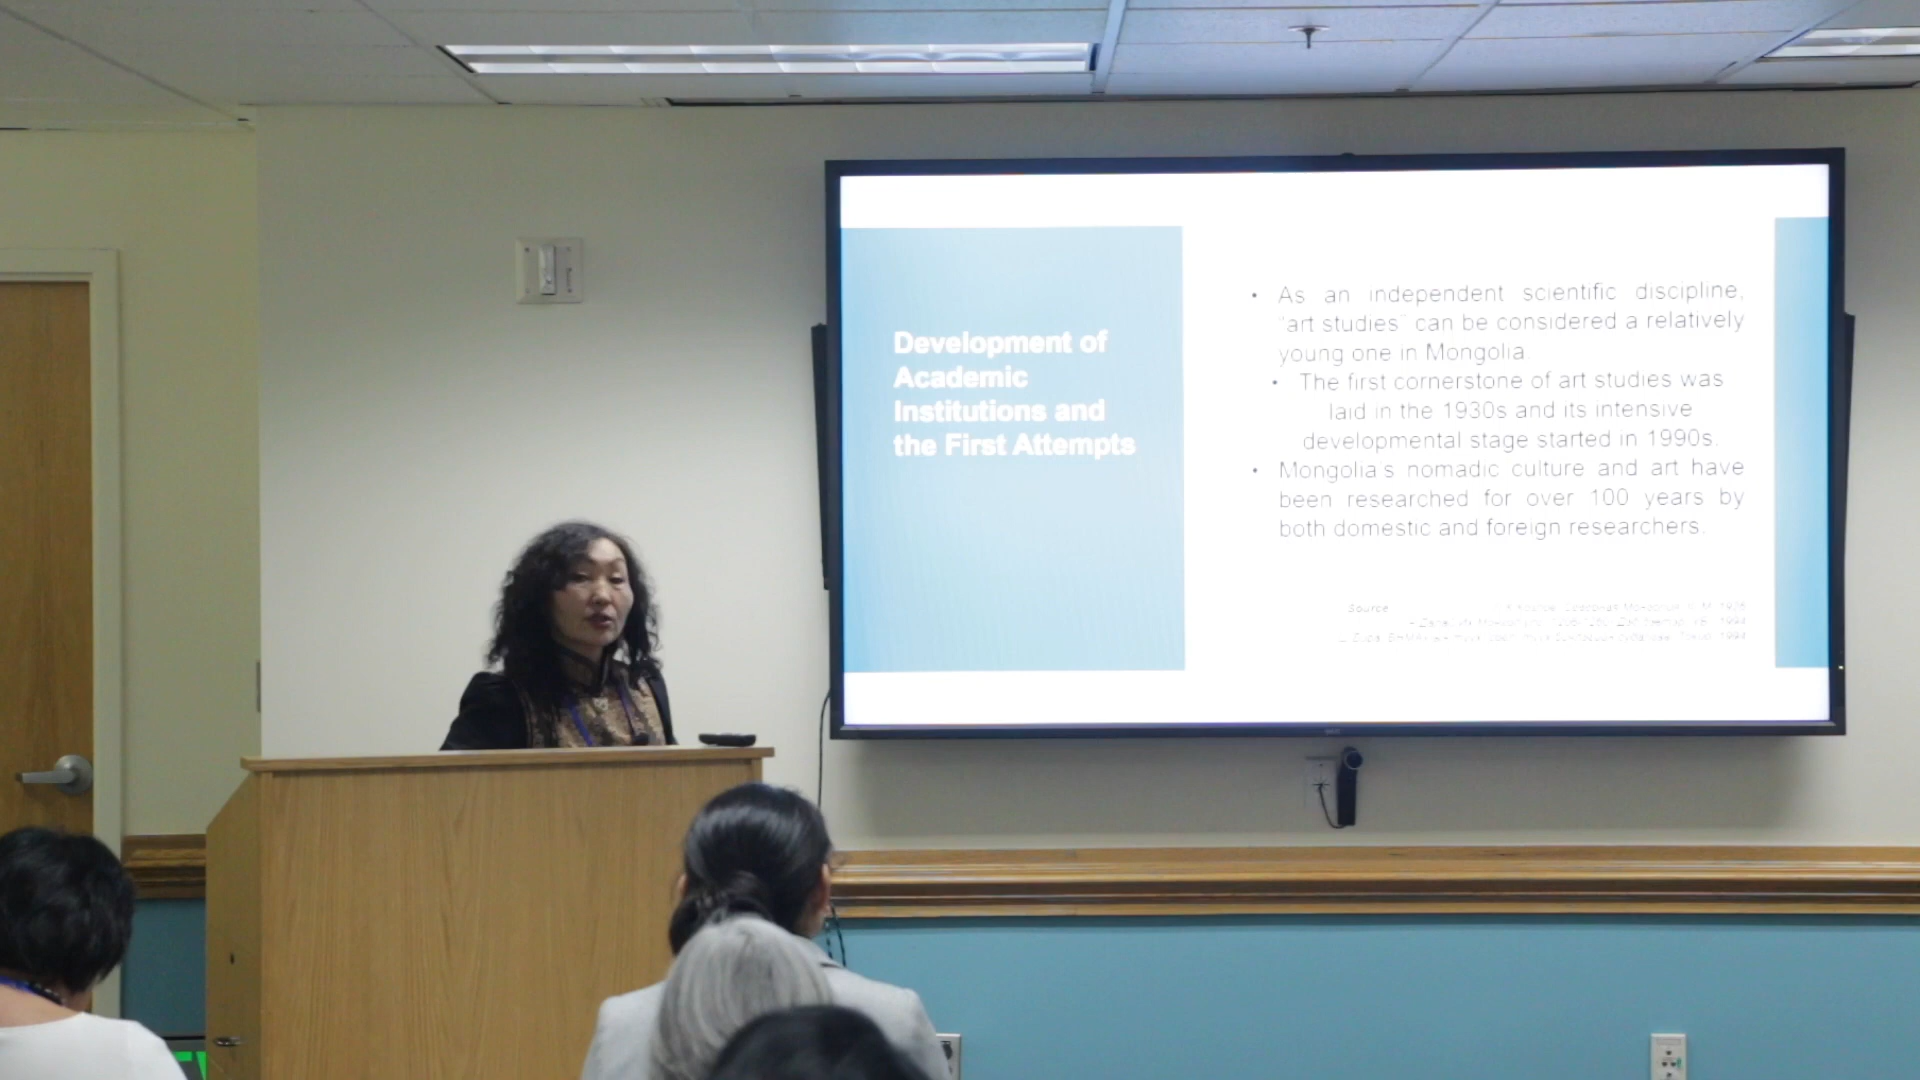 Development of
Academic
Institutions and
the First Attempts
• As an independent scientific discipline,
"art studies" can be considered a relatively
young one in Mongolia.
• The first cornerstone of art studies was
laid in the 1930s and its intensive
developmental stage started in 1990s.
• Mongolia's nomadic culture and art have
been researched for over 100 years by
both domestic and foreign researchers.
Source